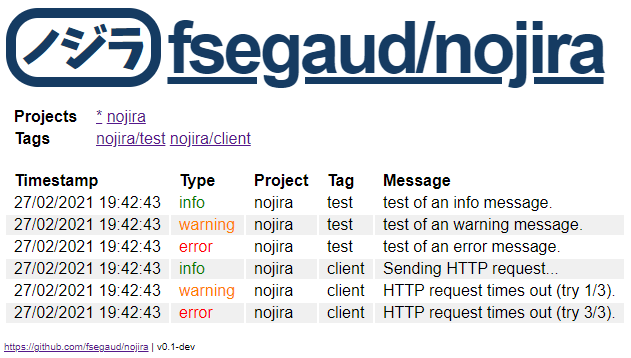 ノジラ fsegaud/nojira
Projects * nojira
Tags nojira/test nojira/client
Timestamp Type Project Tag Message
27/02/2021 19:42:43 info nojira test test of an info message.
27/02/2021 19:42:43 warning nojira test test of an warning message.
27/02/2021 19:42:43 error nojira test test of an error message.
27/02/2021 19:42:43 info nojira client Sending HTTP request...
27/02/2021 19:42:43 warning nojira client HTTP request times out (try 1/3).
27/02/2021 19:42:43 error nojira client HTTP request times out (try 3/3).
https://github.com/fsegaud/nojira | v0.1-dev